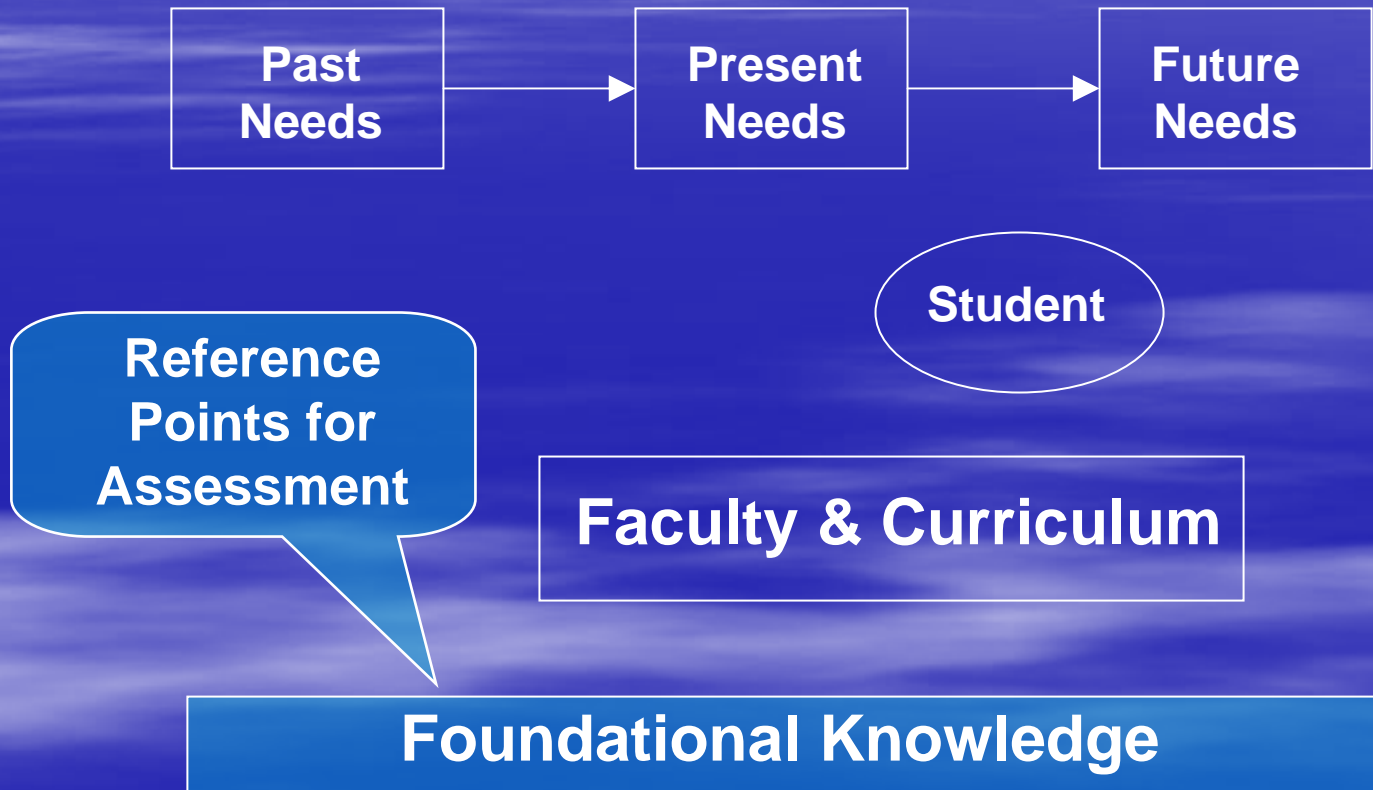 Past
Needs
Present
Needs
Future
Needs
Student
Reference
Points for
Assessment
Faculty & Curriculum
Foundational Knowledge